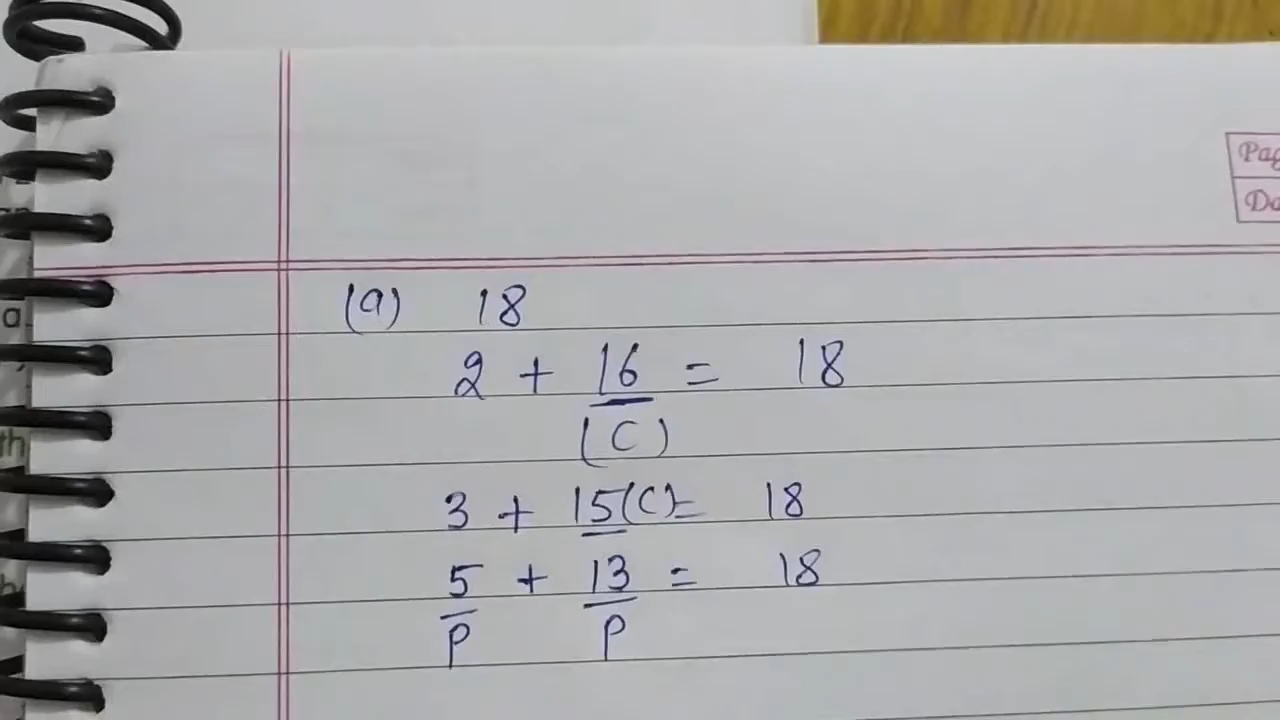 (a) 18
2 + 16 = 18
(C)
3 + 15(C)= 18
5 + 13 = 18
P P